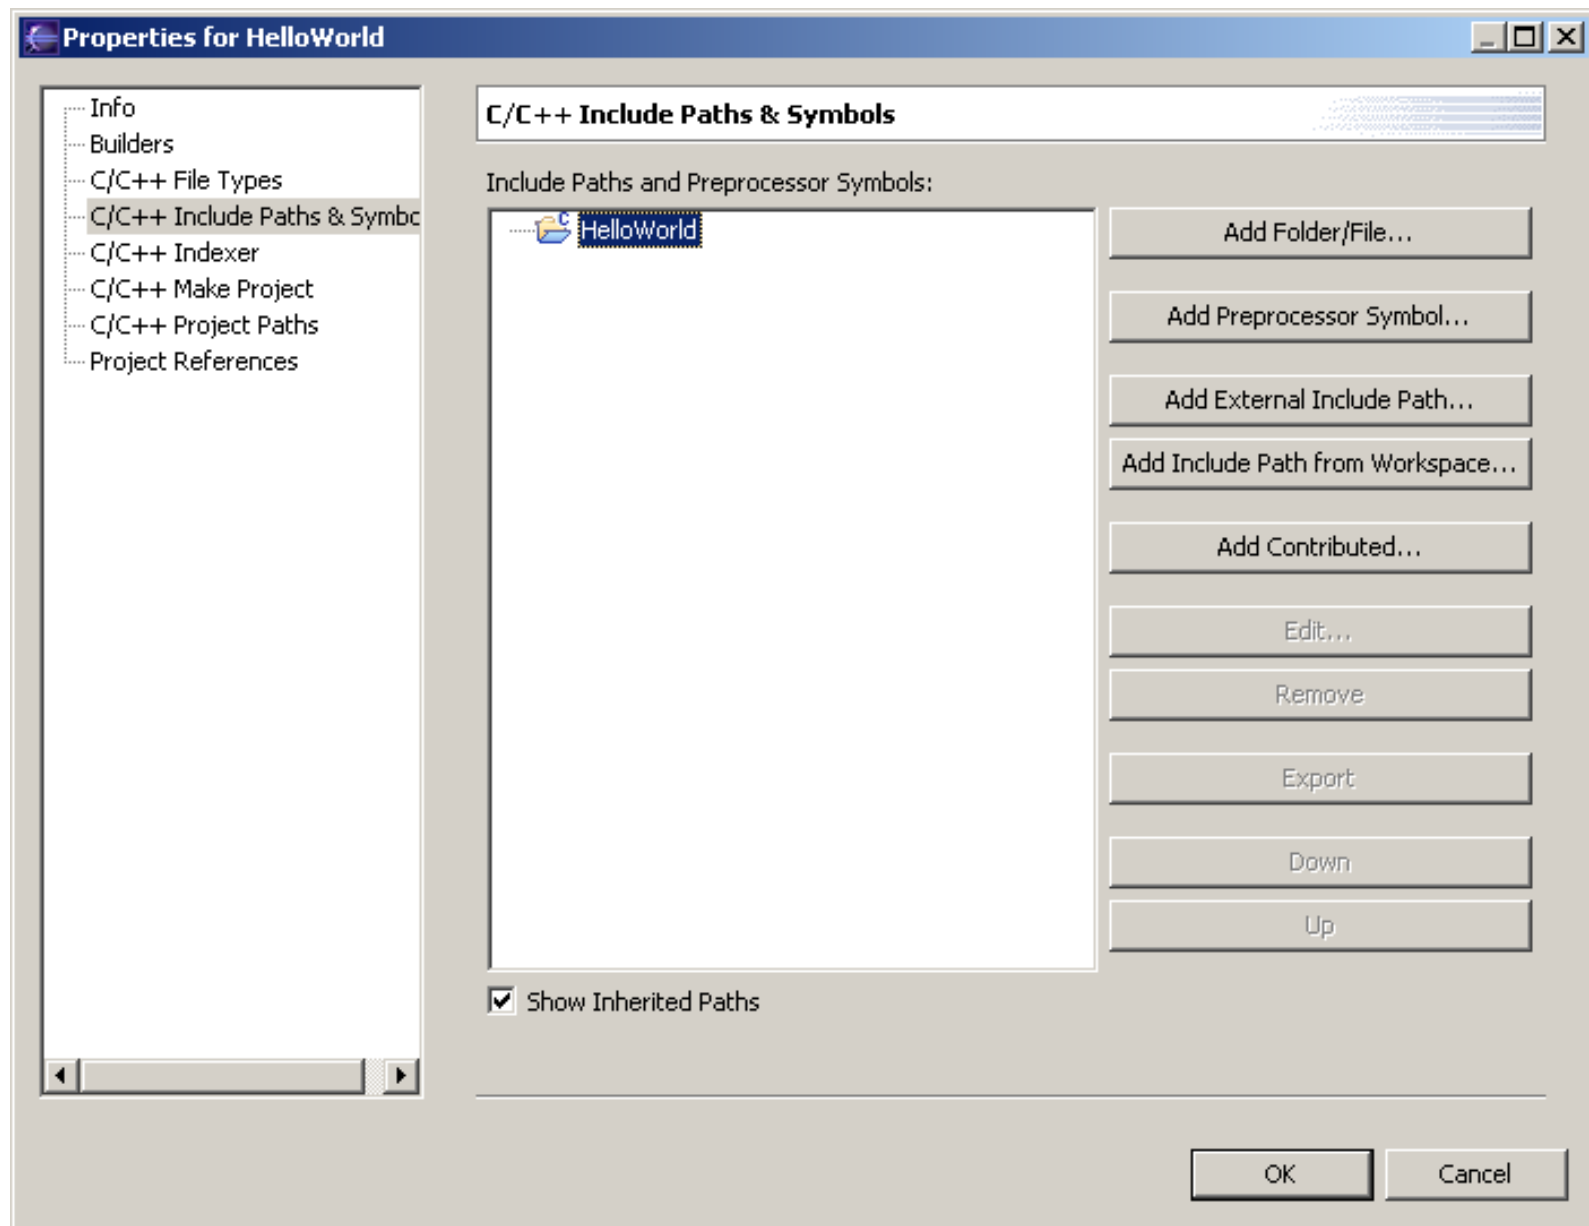 Properties for HelloWorld
Info
Builders
C/C++ File Types
C/C++ Include Paths & Symbo
C/C++ Indexer
C/C++ Make Project
C/C++ Project Paths
Project References
C/C++ Include Paths & Symbols
Include Paths and Preprocessor Symbols:
HelloWorld
Add Folder/File...
Add Preprocessor Symbol...
Add External Include Path...
Add Include Path from Workspace...
Add Contributed...
Edit...
Remove
Export
Down
Up
Show Inherited Paths
OK
Cancel